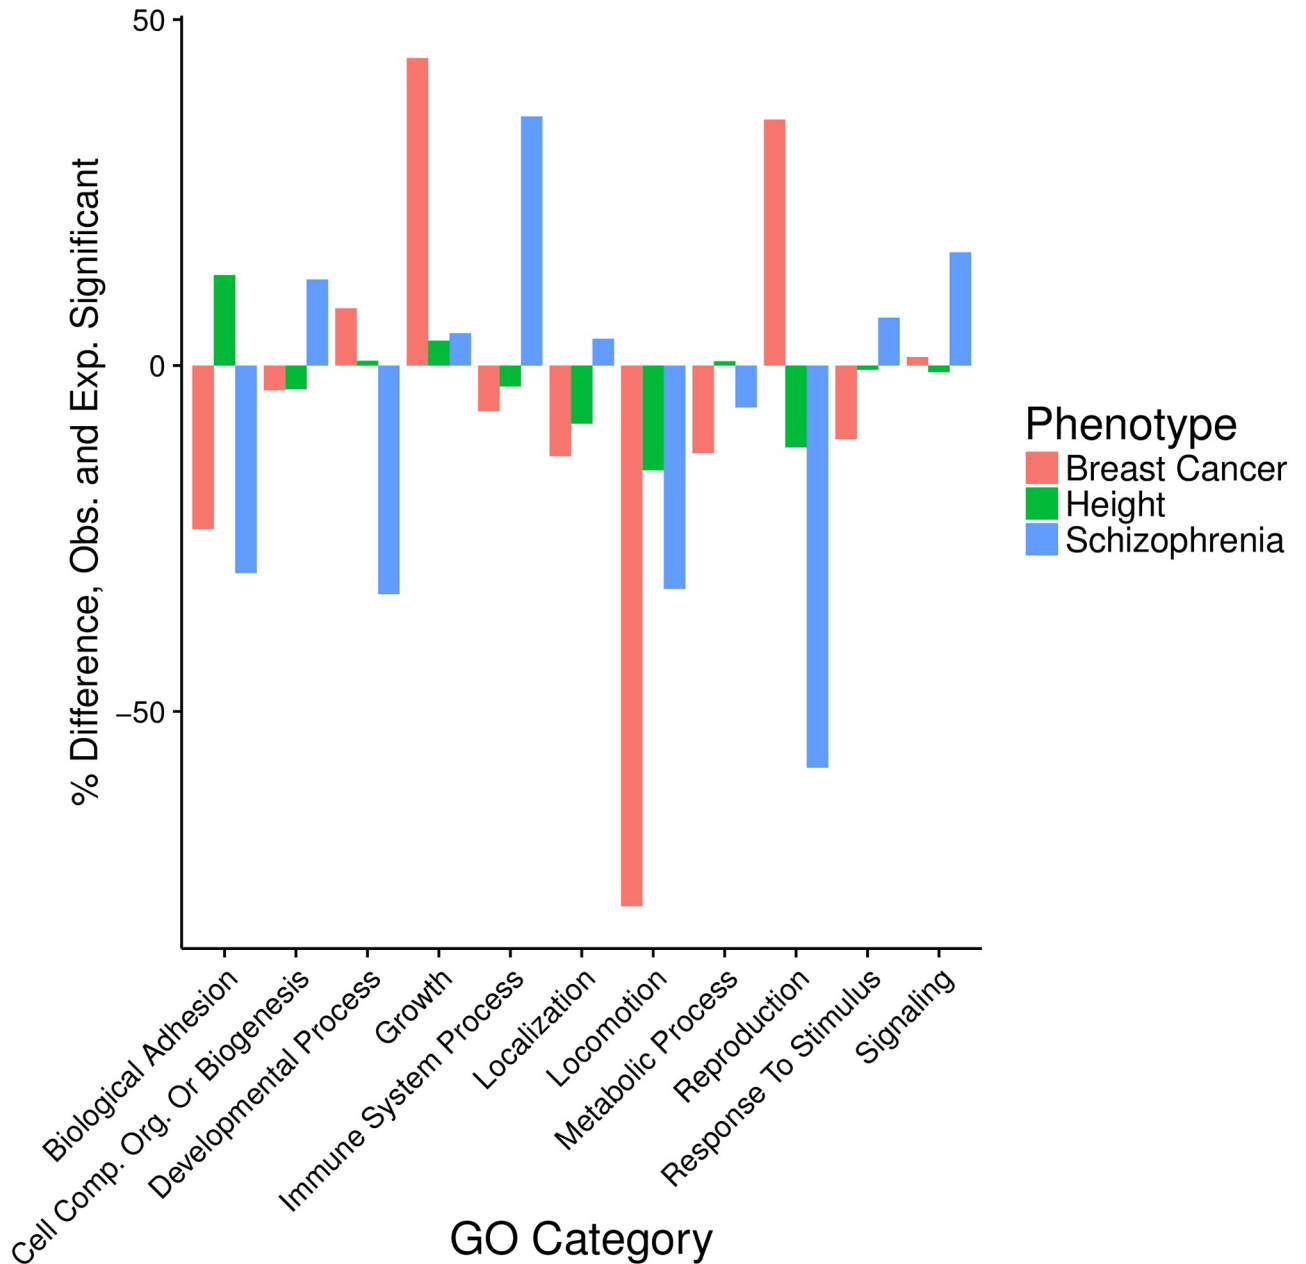 % Difference, Obs. and Exp. Significant
50
0
−50
Biological Adhesion
Cell Comp. Org. Or Biogenesis
Developmental Process
Growth
Immune System Process
Localization
Locomotion
Metabolic Process
Reproduction
Response To Stimulus
Signaling
GO Category
Phenotype
Breast Cancer
Height
Schizophrenia